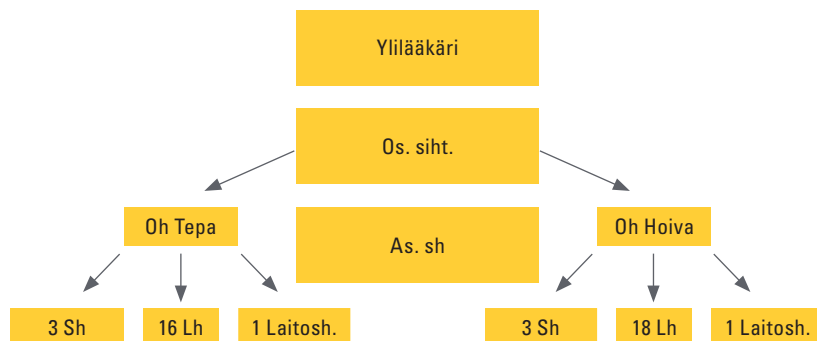 Ylilääkäri
Os. siht.
Oh Tepa
As. sh
Oh Hoiva
3 Sh
16 Lh
1 Laitosh.
3 Sh
18 Lh
1 Laitosh.